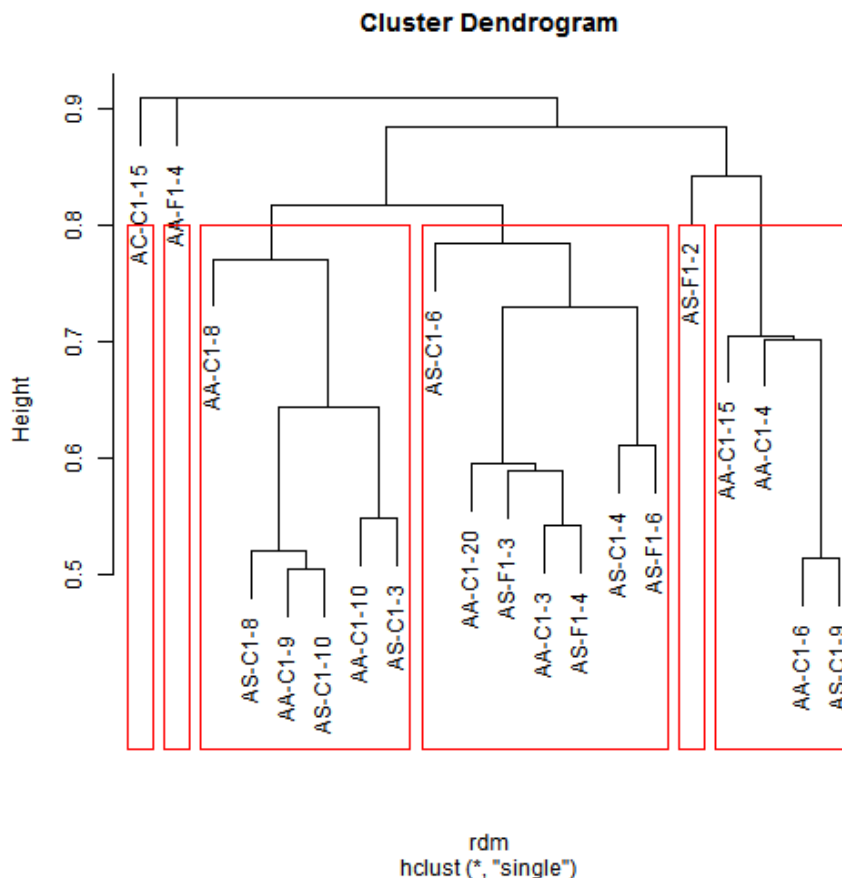 Cluster Dendrogram
Height
0.9
0.8
0.7
0.6
0.5
AC-C1-15
AA-F1-4
AA-C1-8
AS-C1-8
AA-C1-9
AS-C1-10
AA-C1-10
AS-C1-3
AS-C1-6
AA-C1-20
AS-F1-3
AA-C1-3
AS-F1-4
AS-C1-4
AS-F1-6
AS-F1-2
AA-C1-15
AA-C1-4
AA-C1-6
AS-C1-9
rdm
hclust (*, "single")